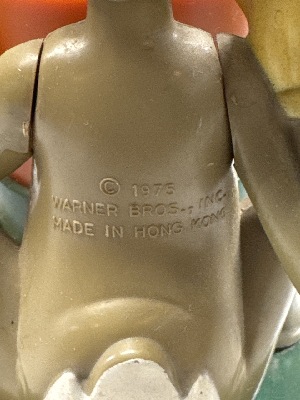 © 1975
WARNER BROS., INC.
MADE IN HONG KONG